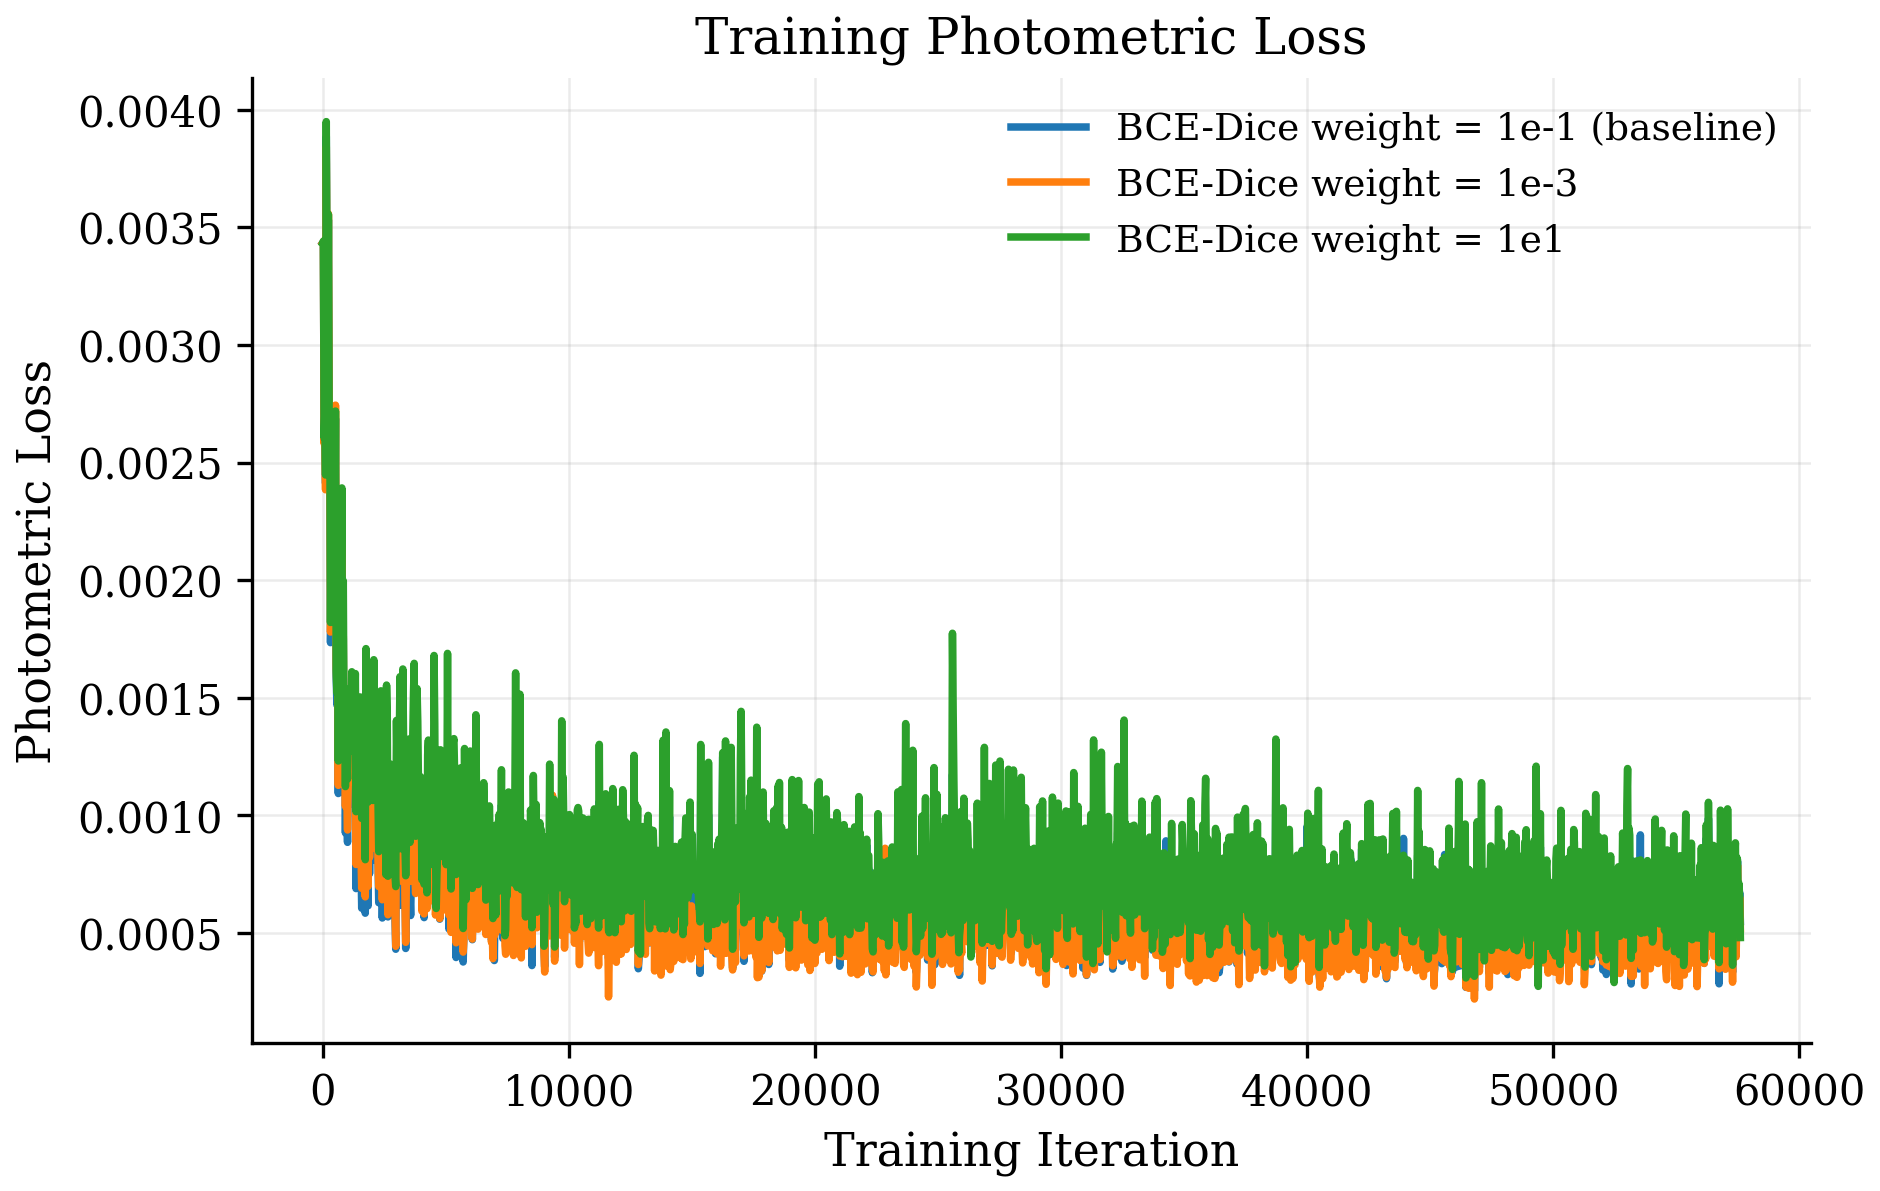 Training Photometric Loss
BCE-Dice weight = 1e-1 (baseline)
BCE-Dice weight = 1e-3
BCE-Dice weight = 1e1
Photometric Loss
0.0040
0.0035
0.0030
0.0025
0.0020
0.0015
0.0010
0.0005
0 10000 20000 30000 40000 50000 60000
Training Iteration